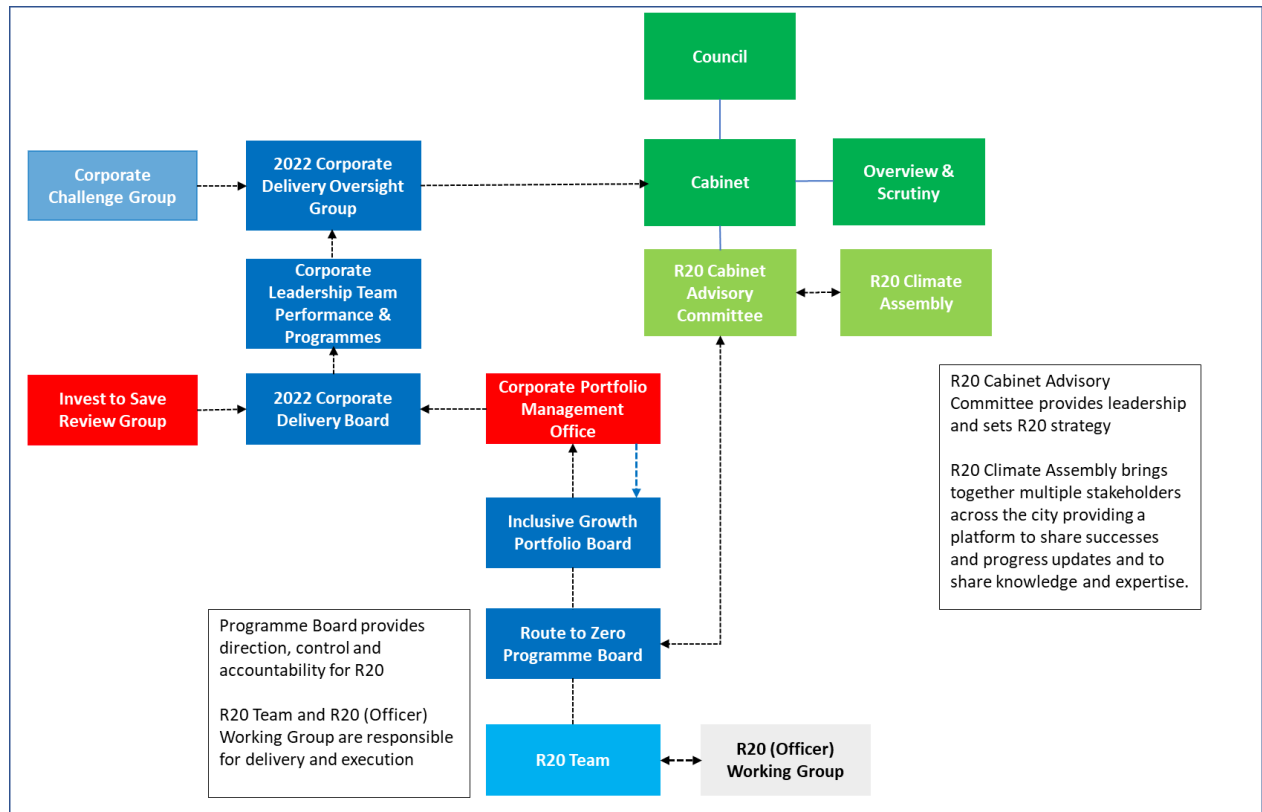 Council
Corporate
Challenge Group
2022 Corporate
Delivery Oversight
Group
Cabinet
Overview &
Scrutiny
Corporate
Leadership Team
Performance &
Programmes
R20 Cabinet
Advisory
Committee
R20 Climate
Assembly
Invest to Save
Review Group
2022 Corporate
Delivery Board
Corporate Portfolio
Management
Office
R20 Cabinet Advisory
Committee provides leadership
and sets R20 strategy
R20 Climate Assembly brings
together multiple stakeholders
across the city providing a
platform to share successes
and progress updates and to
share knowledge and expertise.
Inclusive Growth
Portfolio Board
Programme Board provides
direction, control and
accountability for R20
R20 Team and R20 (Officer)
Working Group are responsible
for delivery and execution
Route to Zero
Programme Board
R20 Team
R20 (Officer)
Working Group